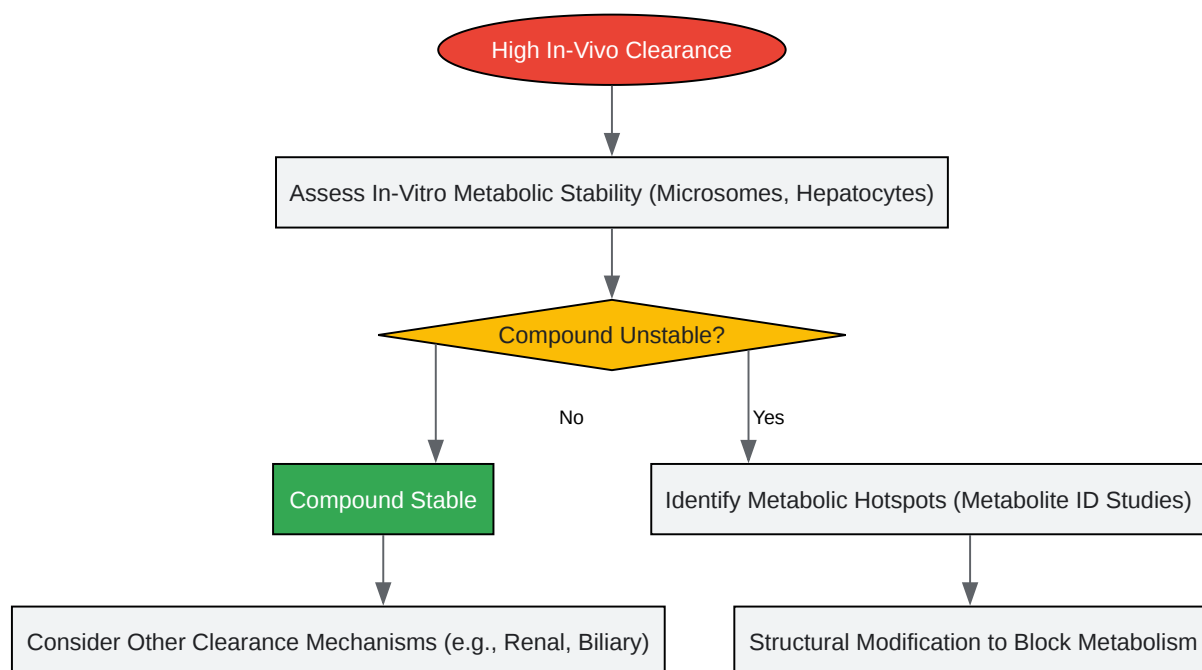 High In-Vivo Clearance
Assess In-Vitro Metabolic Stability (Microsomes, Hepatocytes)
Compound Unstable?
No
Yes
Compound Stable
Identify Metabolic Hotspots (Metabolite ID Studies)
Consider Other Clearance Mechanisms (e.g., Renal, Biliary)
Structural Modification to Block Metabolism